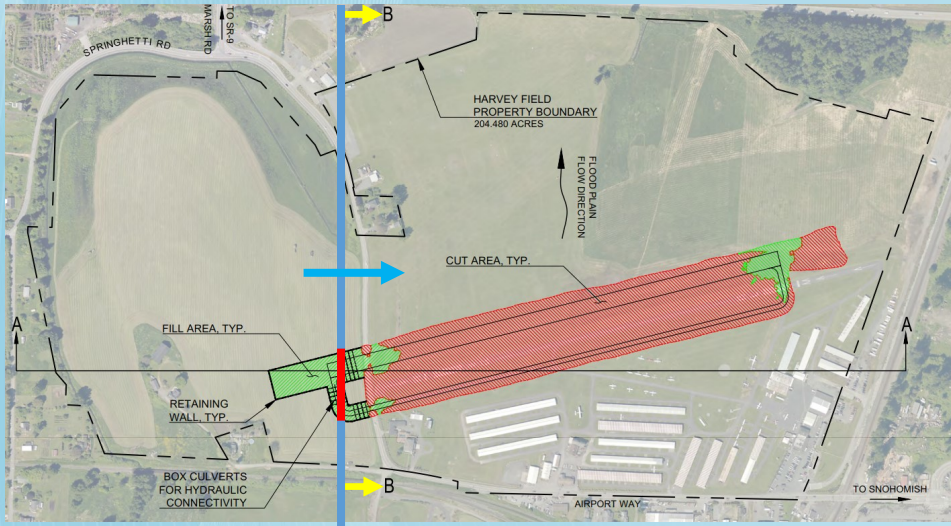 TO SR-9
MARSH RD
B
SPRINGHETTI RD
HARVEY FIELD
PROPERTY BOUNDARY
204.480 ACRES
FLOOD PLAIN
FLOW DIRECTION
CUT AREA, TYP.
A
A
FILL AREA, TYP.
RETAINING
WALL, TYP.
BOX CULVERTS
FOR HYDRAULIC
CONNECTIVITY
B
AIRPORT WAY
TO SNOHOMISH